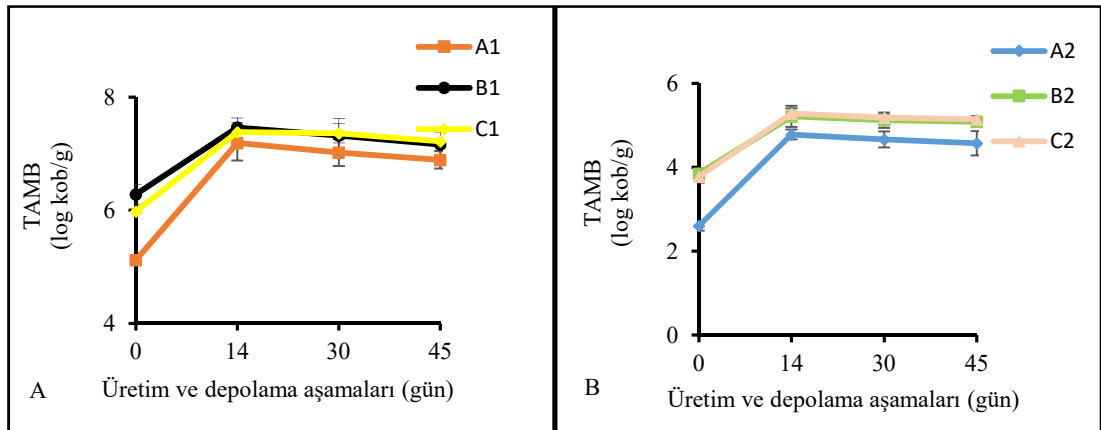 A1
B1
C1
8
6
4
TAMB
(log kob/g)
0 14 30 45
Üretim ve depolama aşamaları (gün)
A
A2
B2
C2
6
4
2
0
TAMB
(log kob/g)
0 14 30 45
Üretim ve depolama aşamaları (gün)
B